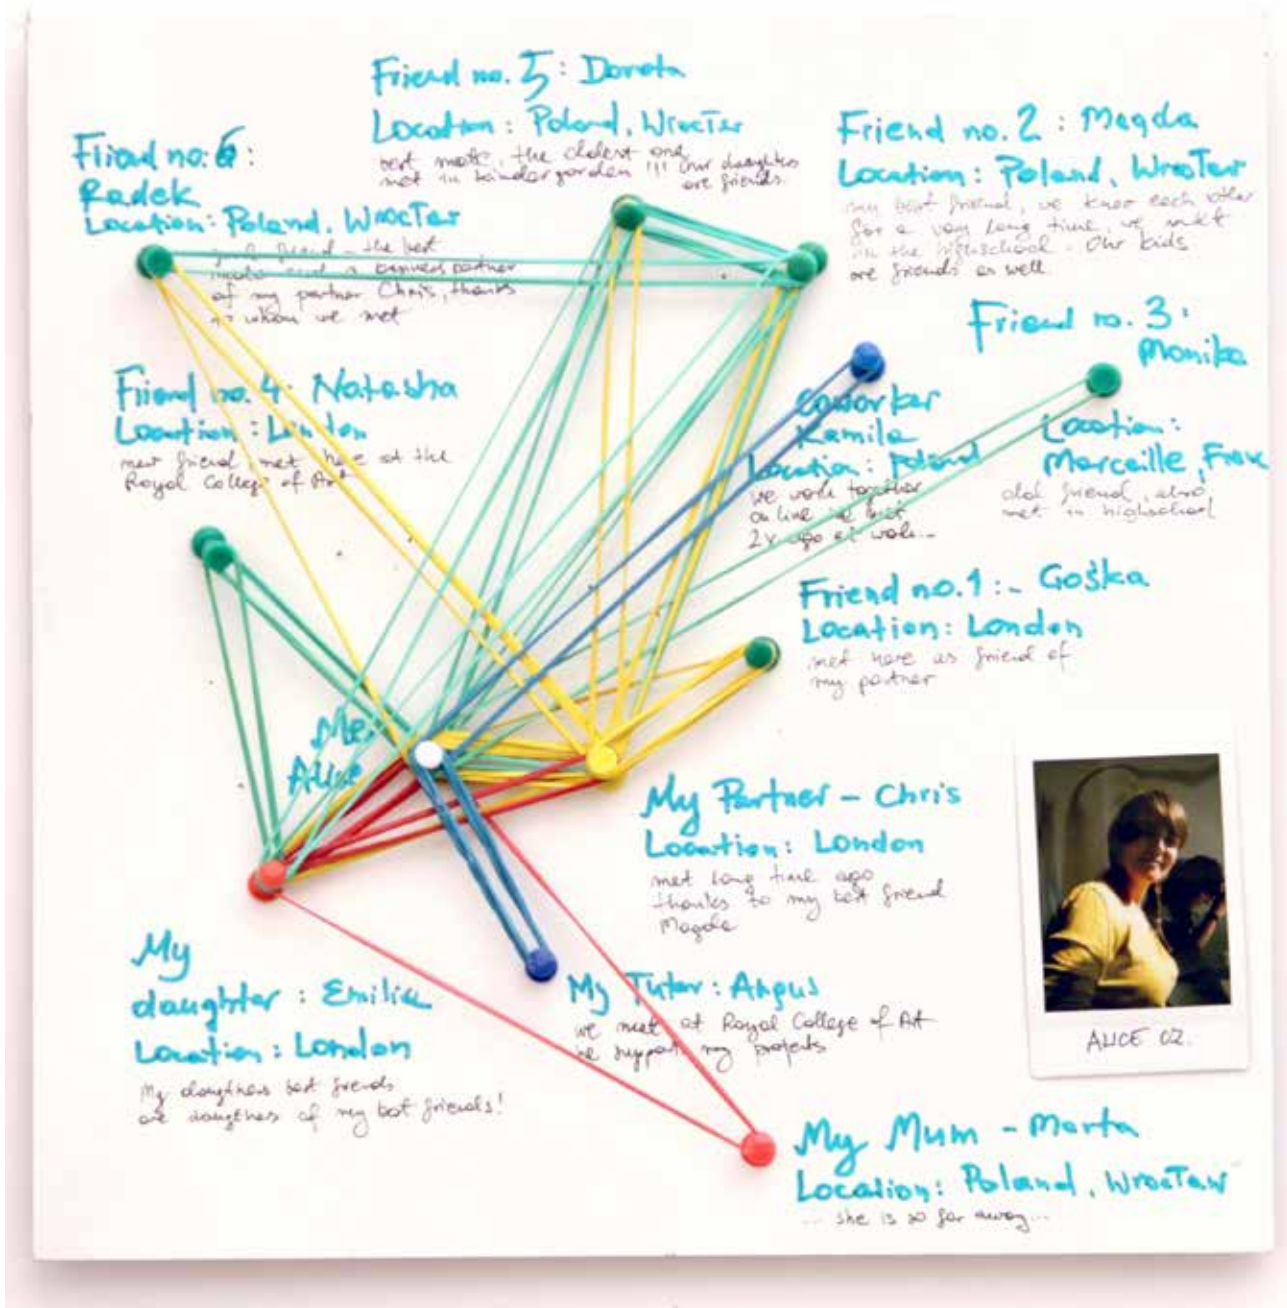 Friend no. 5: Dorota
Location: Poland, Wrocław
best mate, the oldest one
met in kindergarden !!! Our daughters
are friends.
Friend no. 2: Magda
Location: Poland, Wrocław
my best friend, we know each other
for a very long time, we met
in the highschool - Our kids
are friends as well.
Friend no. 6:
Radek
Location: Poland, Wrocław
good friend - the best
mate and a business partner
of my partner Chris, thanks
to whom we met
Friend no. 3:
Monika
Location:
Marceille,
old friend, also
met in highschool
Friend no. 4: Natasha
Location: London
new friend, met here at the
Royal College of Art
Coworker
Kamila
Location: Poland
we work together
online we met
2y ago at work...
Friend no. 1:- Gośka
Location: London
met here as friend of
my partner
Me
Alice
My Partner - Chris
Location: London
met long time ago
thanks to my best friend
Magda
My
daughter: Emilia
Location: London
My daughters best friends
are daughters of my best friends!
My Tutor: Angus
we met at Royal College of Art
he supports my projects
ALICE OZ.
My Mum - Marta
Location: Poland, Wrocław
... she is so far away...